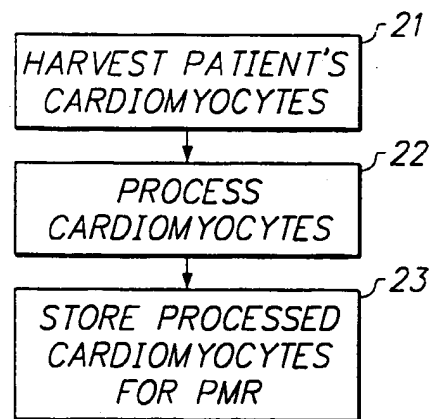 21
HARVEST PATIENT'S
CARDIOMYOCYTES
22
PROCESS
CARDIOMYOCYTES
23
STORE PROCESSED
CARDIOMYOCYTES
FOR PMR